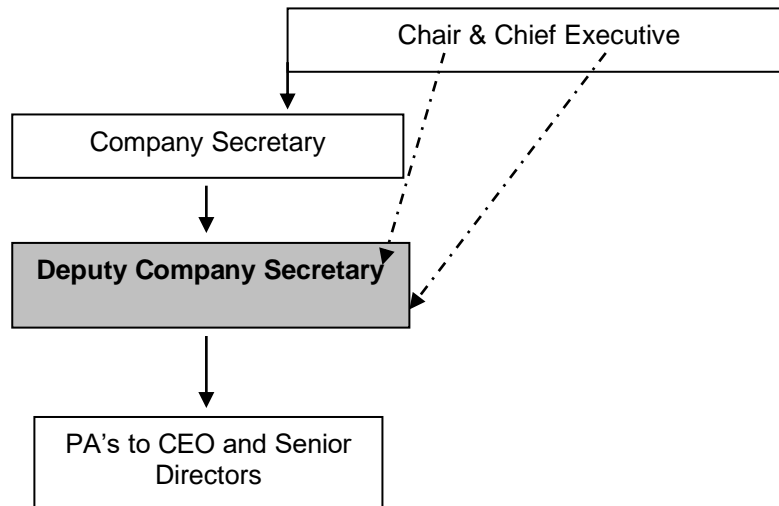 Chair & Chief Executive
Company Secretary
Deputy Company Secretary
PA’s to CEO and Senior
Directors